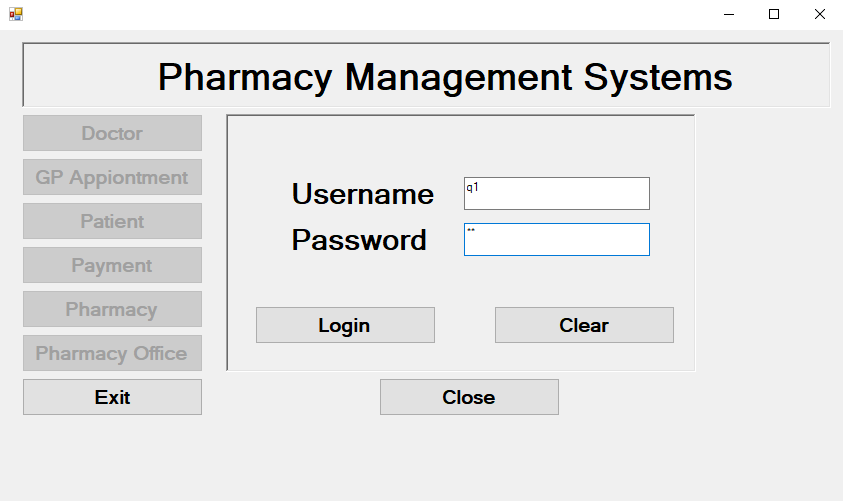 Pharmacy Management Systems
Doctor
GP Appiontment
Patient
Payment
Pharmacy
Pharmacy Office
Exit
Username q1
Password **
Login Clear
Close